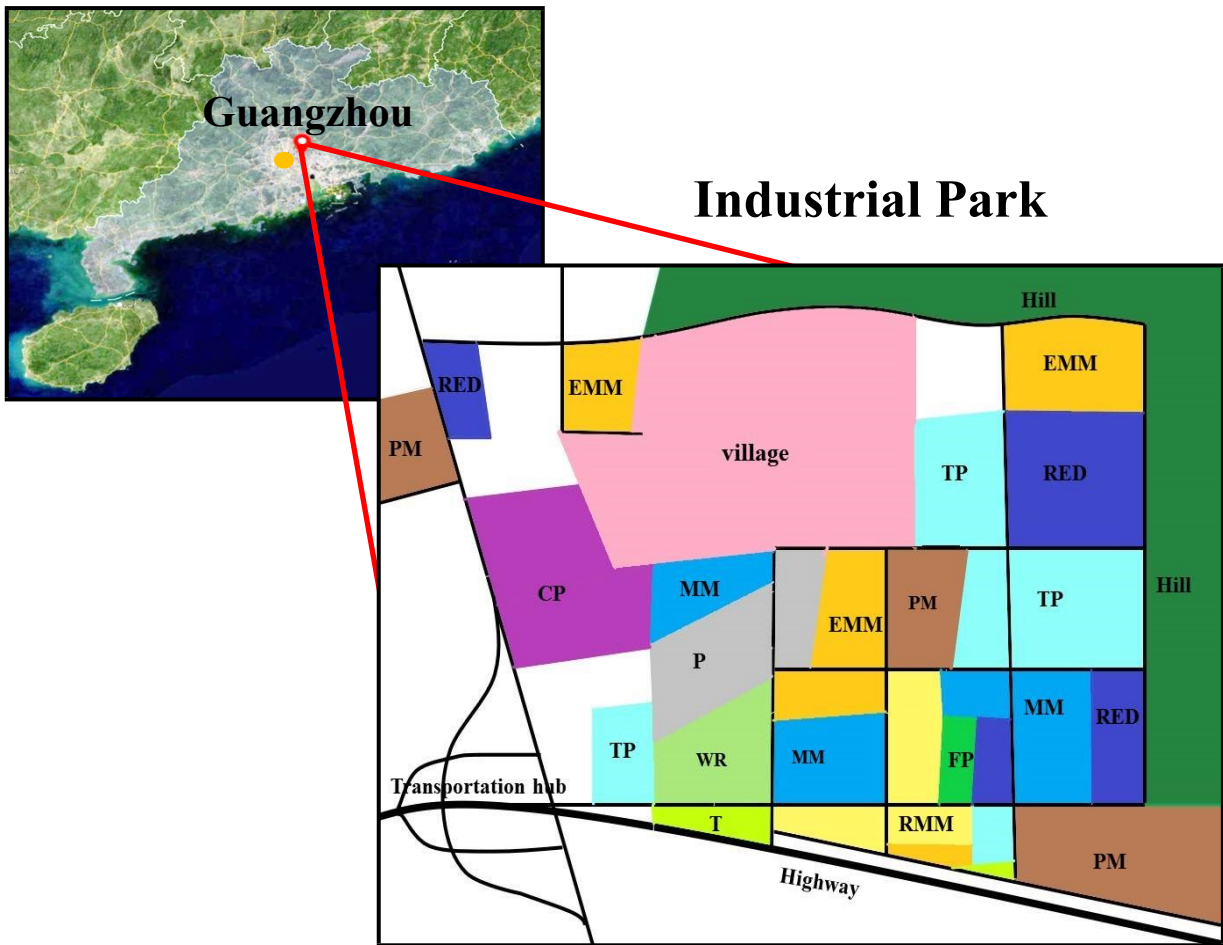 Guangzhou
Industrial Park
Hill
EMM
RED
EMM
PM
village
TP
RED
CP
MM
EMM
PM
TP
Hill
P
MM
RED
TP
WR
MM
FP
Transportation hub
T
RMM
PM
Highway